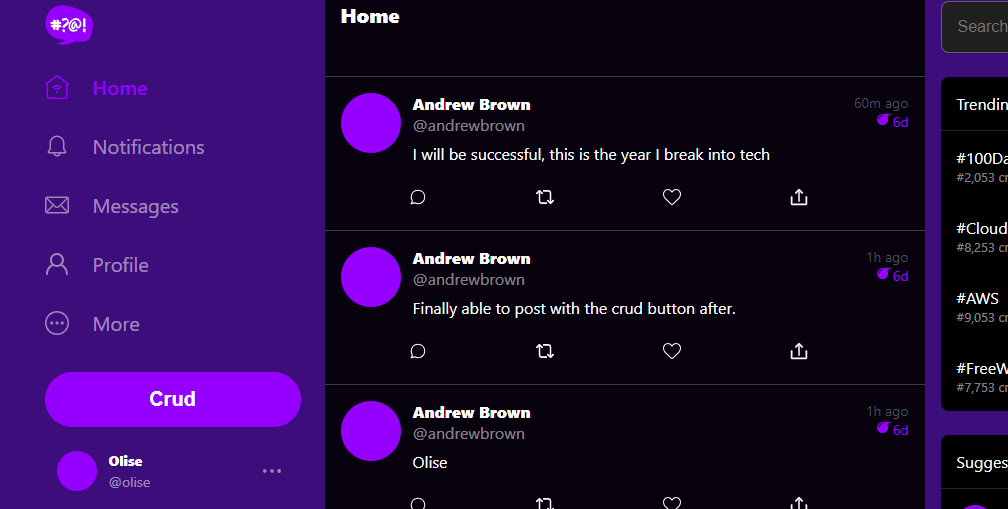 #?@!
Home
Notifications
Messages
Profile
More
Crud
Olise
@olise
Home
Andrew Brown
60m ago
@andrewbrown
6d
I will be successful, this is the year I break into tech
Andrew Brown
1h ago
@andrewbrown
6d
Finally able to post with the crud button after.
Andrew Brown
1h ago
@andrewbrown
6d
Olise
Search
Trendin
#100Da
#2,053 cr
#Cloud
#8,253 cr
#AWS
#9,053 cr
#FreeW
#7,753 cr
Sugges